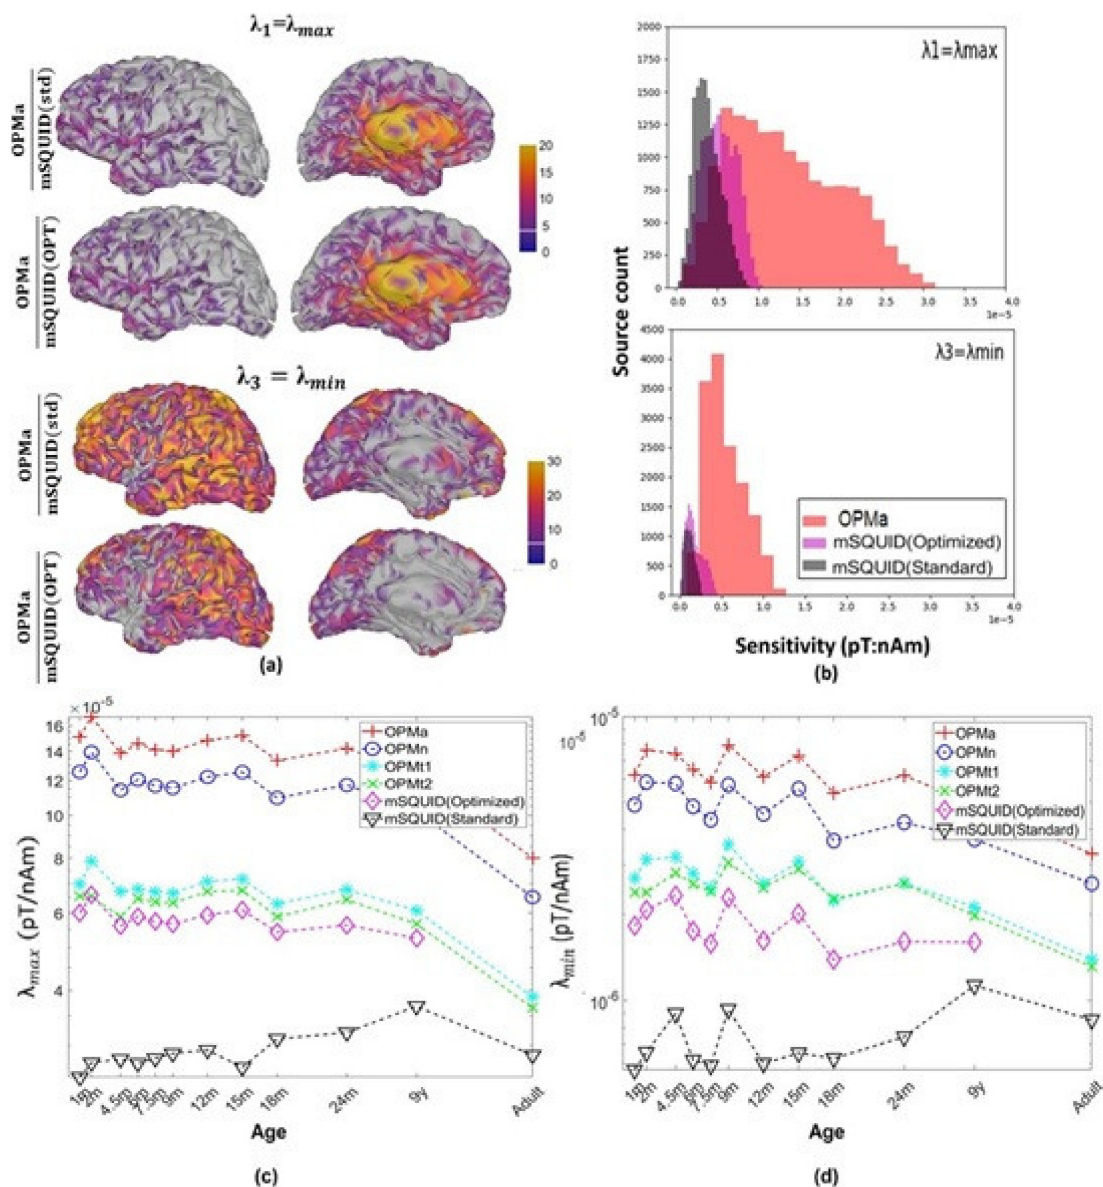 λ₁=λmax
OPMa
mSQUID(std)
20
15
10
5
0
OPMa
mSQUID(OPT)
λ₃ = λmin
OPMa
mSQUID(std)
30
20
10
0
OPMa
mSQUID(OPT)
(a)
2000
1750
1500
1250
1000
750
500
250
0
λ1=λmax
0.0 0.5 1.0 1.5 2.0 2.5 3.0 3.5 4.0
1e−5
Source count
4500
4000
3500
3000
2500
2000
1500
1000
500
0
λ3=λmin
OPMa
mSQUID(Optimized)
mSQUID(Standard)
0.0 0.5 1.0 1.5 2.0 2.5 3.0 3.5 4.0
1e−5
Sensitivity (pT:nAm)
(b)
× 10⁻⁵
16
14
12
10
8
6
4
λmax (pT/nAm)
OPMa
OPMn
OPMt1
OPMt2
mSQUID(Optimized)
mSQUID(Standard)
1m 2m 4.5m 6m 7.5m 9m 12m 15m 18m 24m 9y Adult
Age
(c)
10⁻⁵
10⁻⁵
10⁻⁶
λmin (pT/nAm)
OPMa
OPMn
OPMt1
OPMt2
mSQUID(Optimized)
mSQUID(Standard)
1m 2m 4.5m 6m 7.5m 9m 12m 15m 18m 24m 9y Adult
Age
(d)